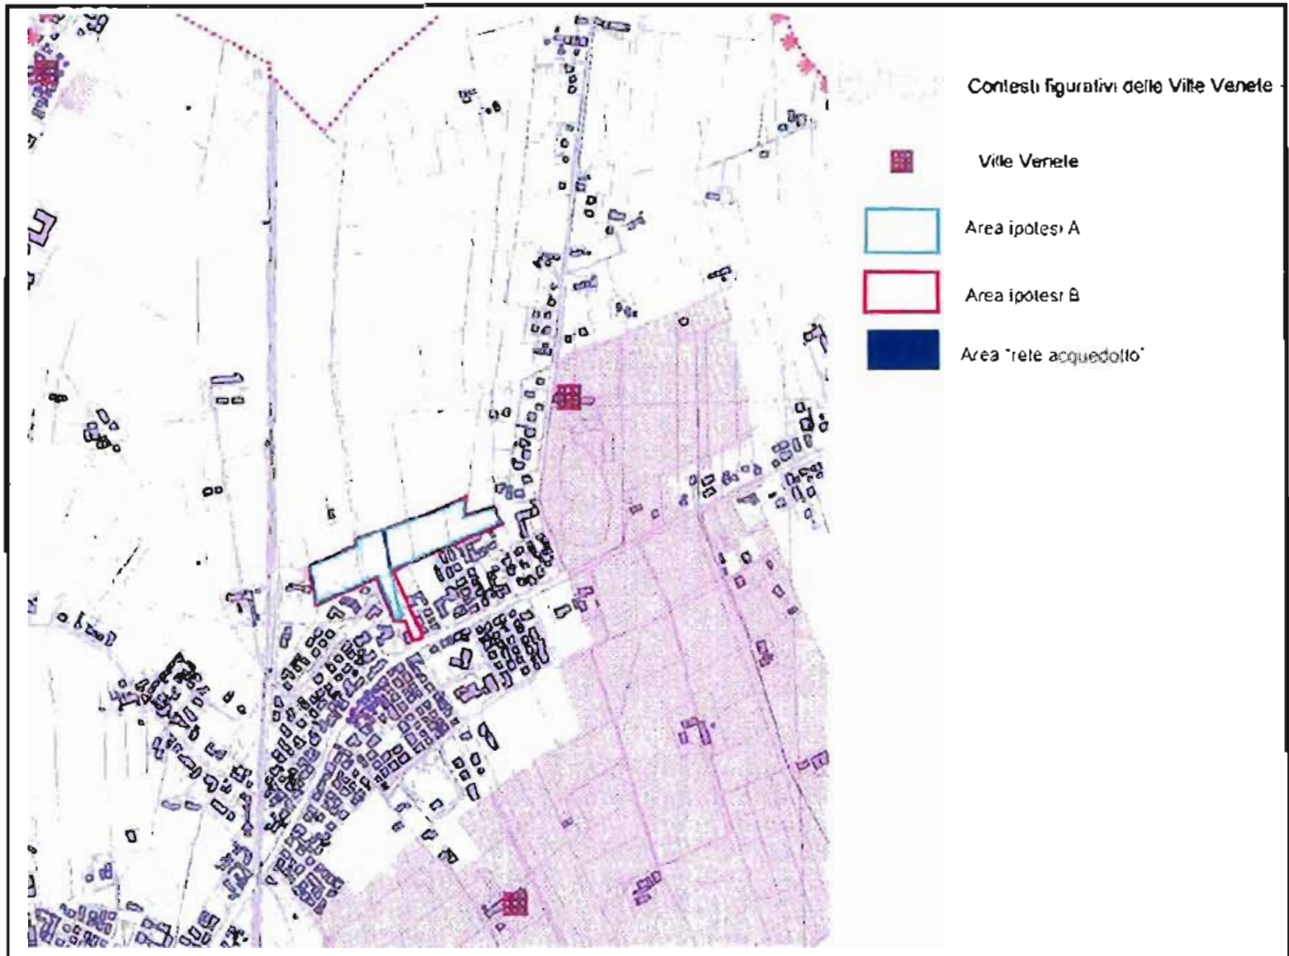 Contesti figurativi delle Ville Venete
Ville Venete
Area ipotesi A
Area ipotesi B
Area "rete acquedotto"